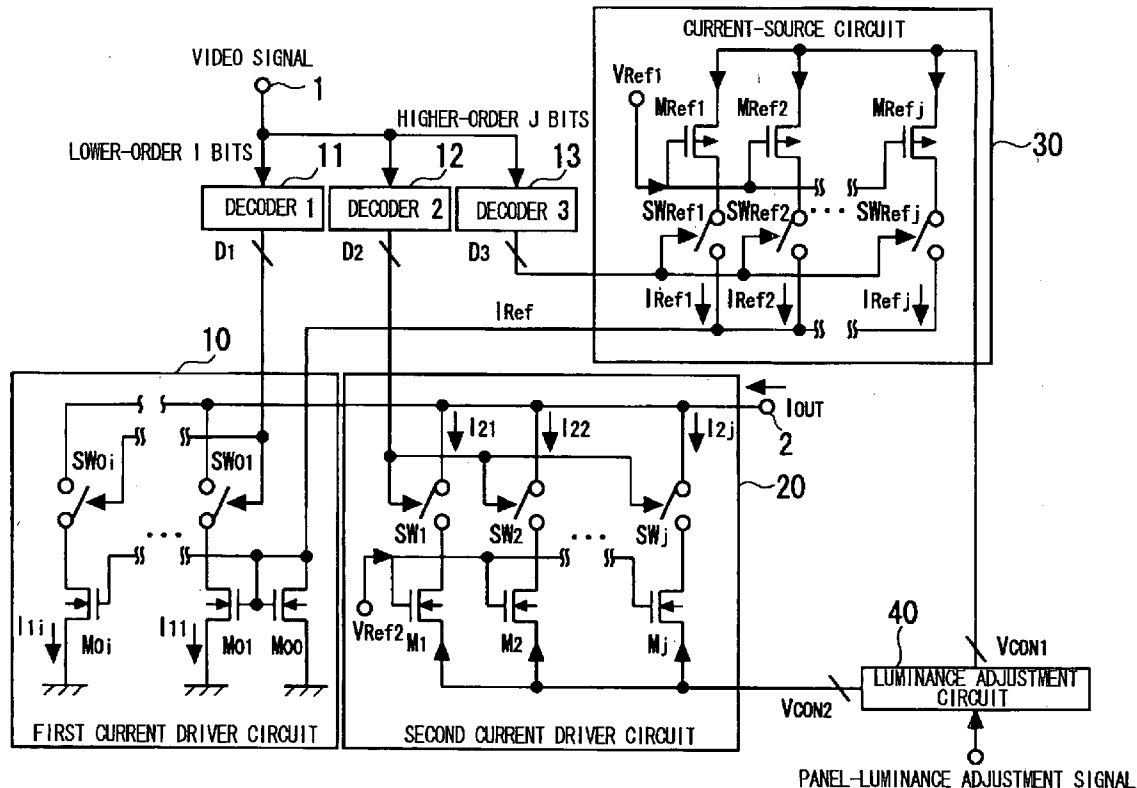 CURRENT-SOURCE CIRCUIT
VIDEO SIGNAL
1
VRef1
MRef1
MRef2
MRefj
30
HIGHER-ORDER J BITS
LOWER-ORDER I BITS
11
12
13
DECODER 1
DECODER 2
DECODER 3
D1
D2
D3
SWRef1
SWRef2
SWRefj
IRef1
IRef2
IRefj
IRef
10
IOUT
2
I21
I22
I2j
20
SW0i
SW01
SW1
SW2
SWj
I1i
M0i
I11
M01
M00
VRef2
M1
M2
Mj
40
VCON1
LUMINANCE ADJUSTMENT
CIRCUIT
VCON2
FIRST CURRENT DRIVER CIRCUIT
SECOND CURRENT DRIVER CIRCUIT
PANEL-LUMINANCE ADJUSTMENT SIGNAL